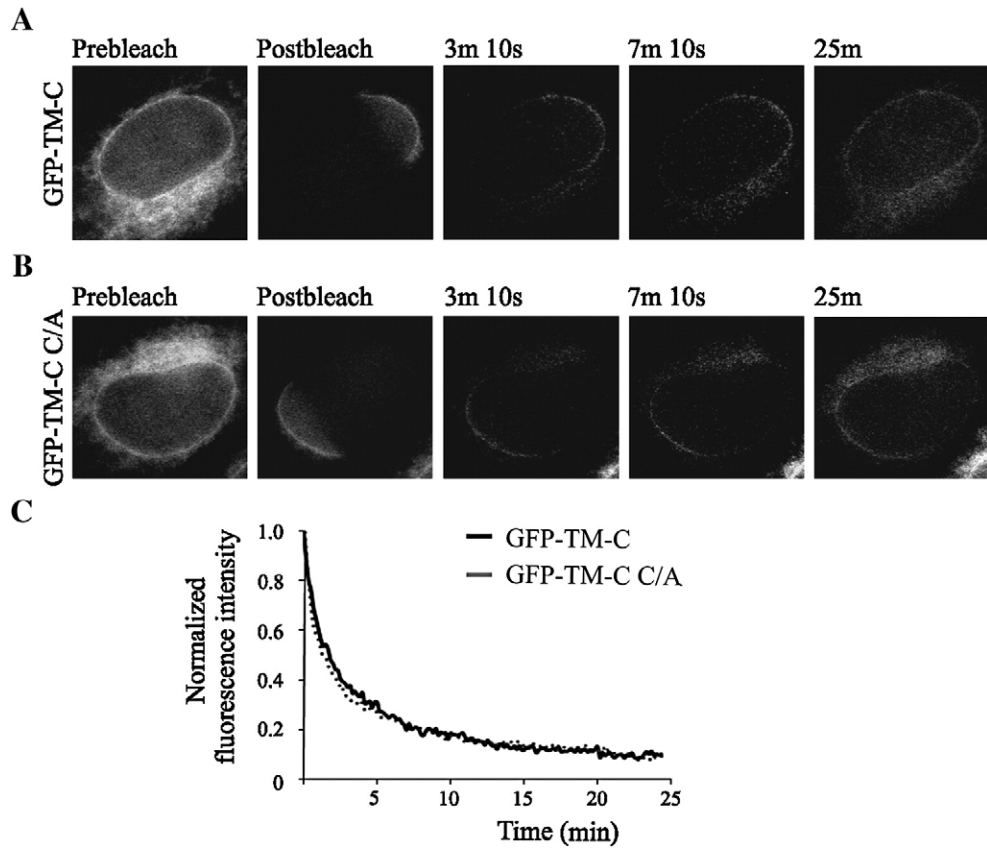 A
Prebleach Postbleach 3m 10s 7m 10s 25m
GFP-TM-C
B
Prebleach Postbleach 3m 10s 7m 10s 25m
GFP-TM-C C/A
C
Normalized
fluorescence intensity
1.0
0.8
0.6
0.4
0.2
0
GFP-TM-C
GFP-TM-C C/A
5 10 15 20 25
Time (min)